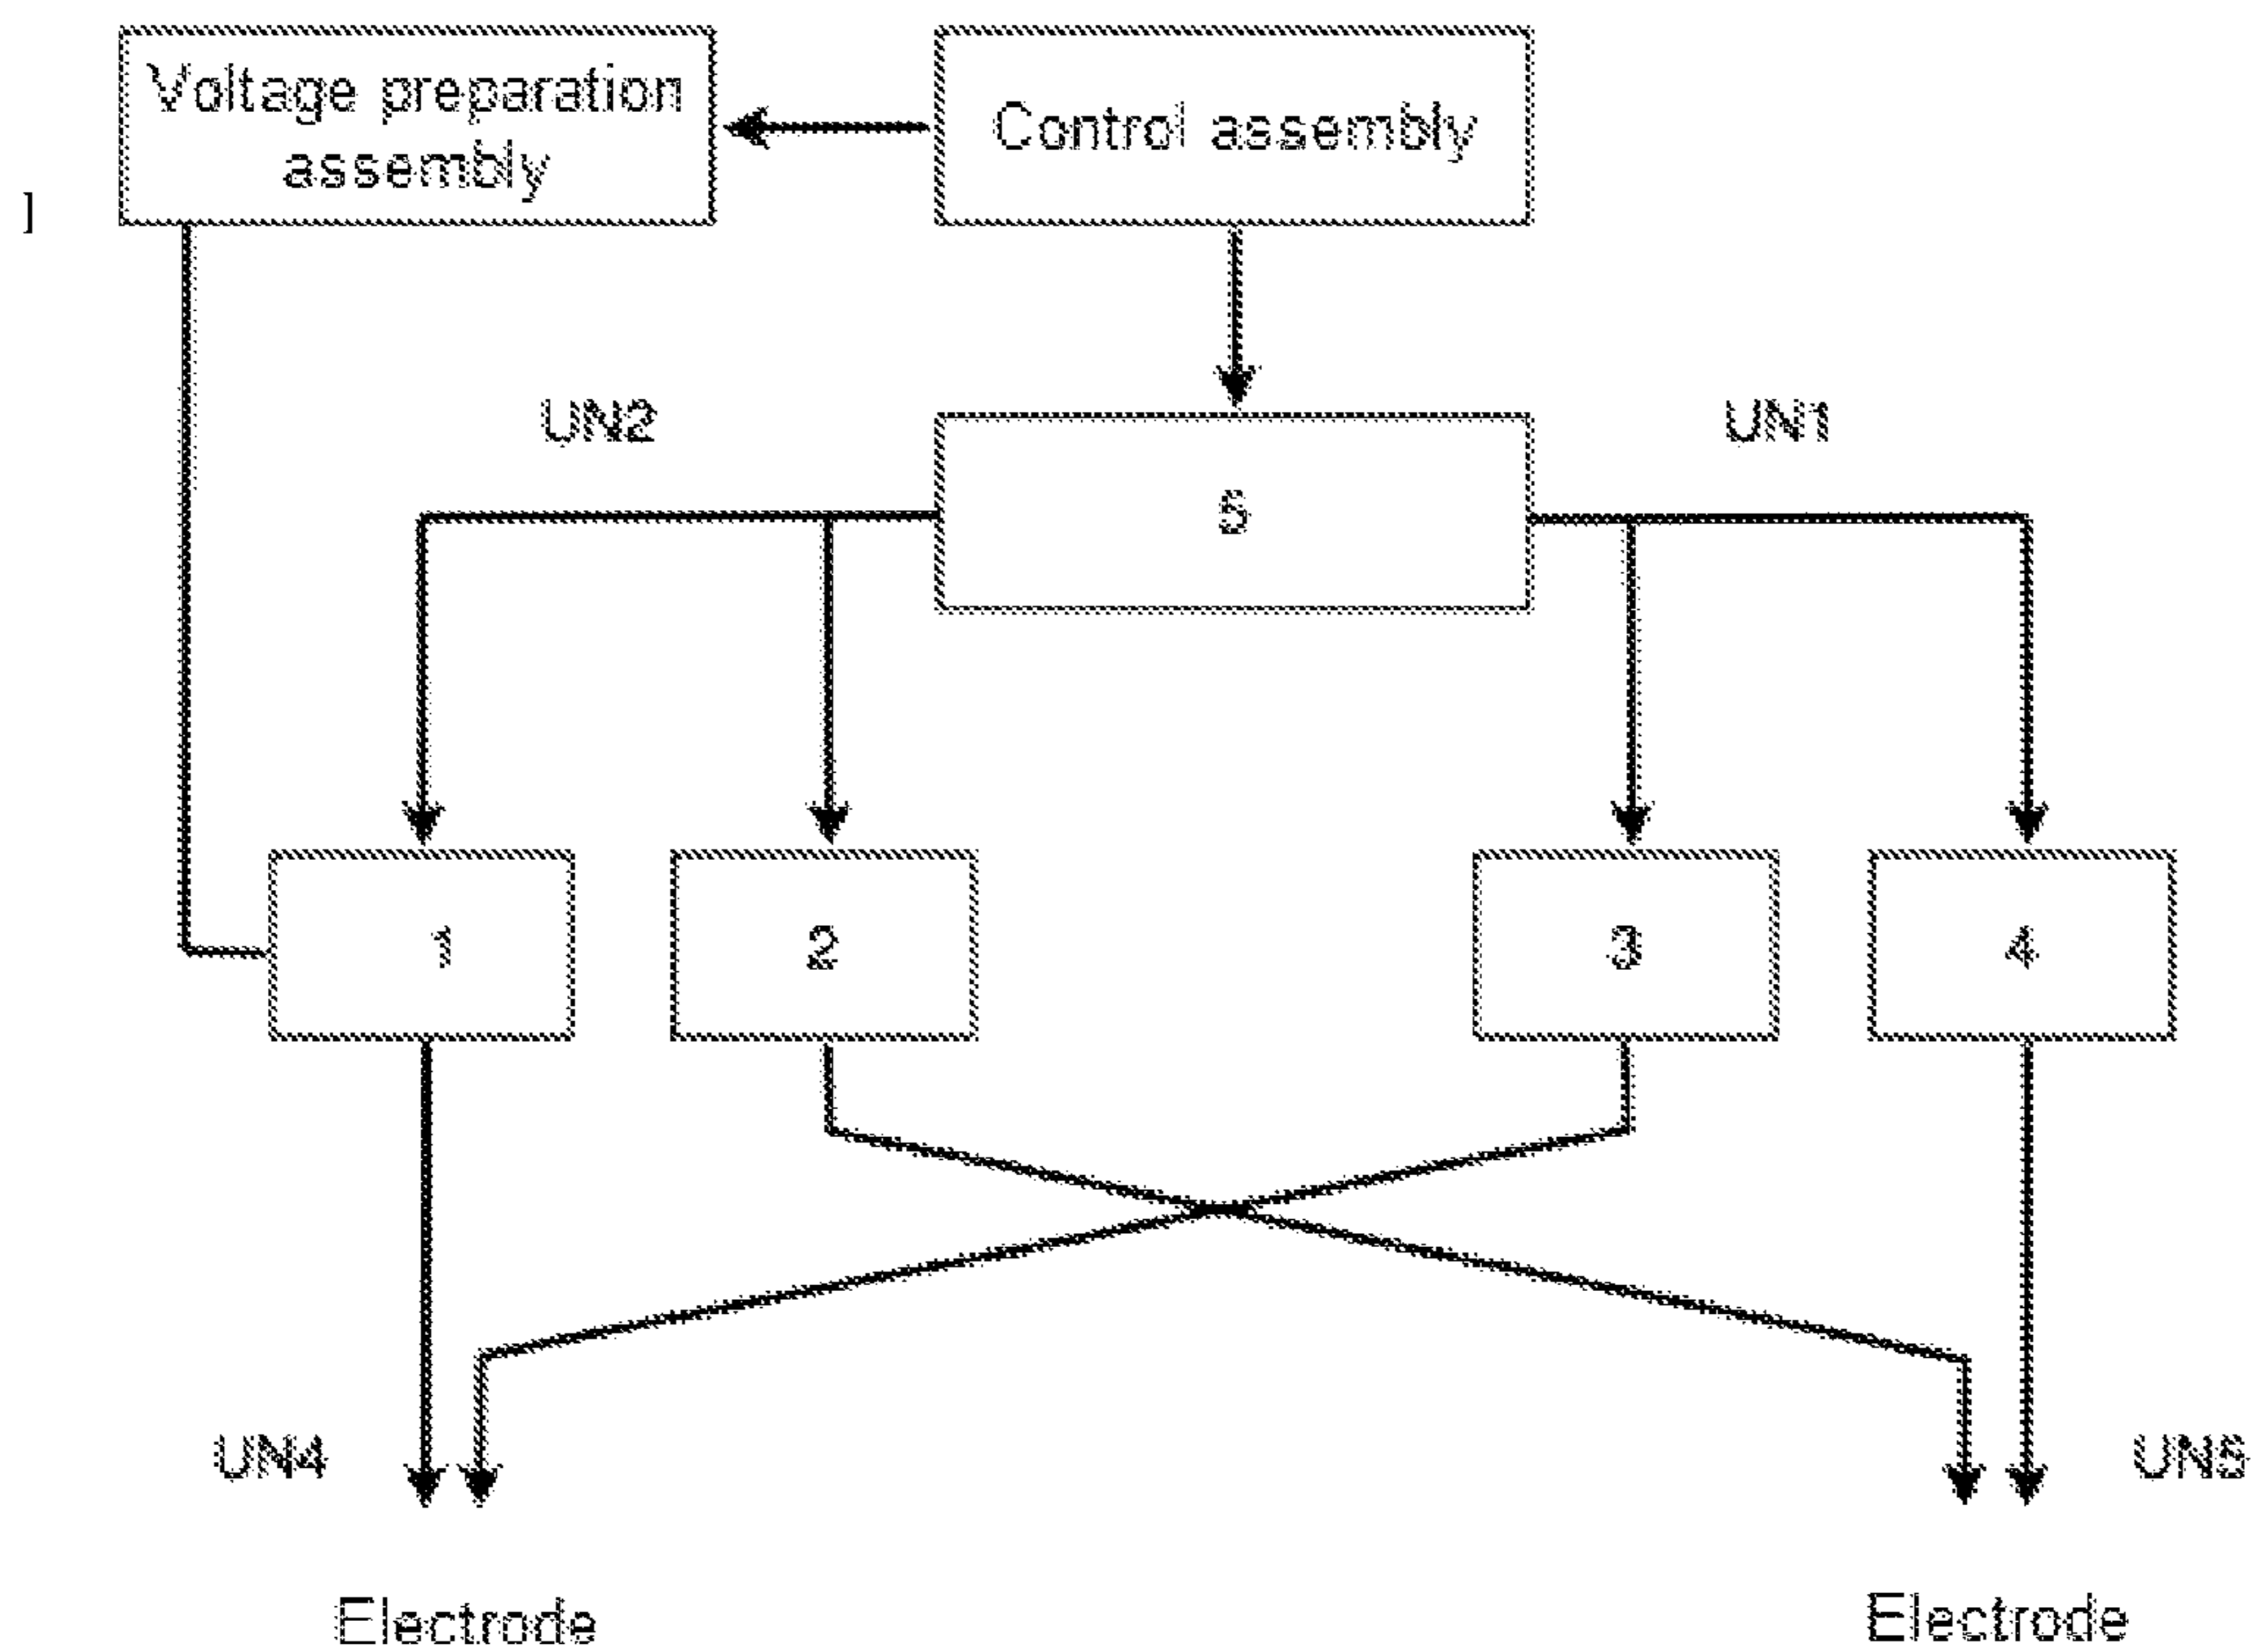 Voltage preparation
assembly
Control assembly
]
UN2
UN1
5
1
2
3
4
UN4
UN5
Electrode
Electrode